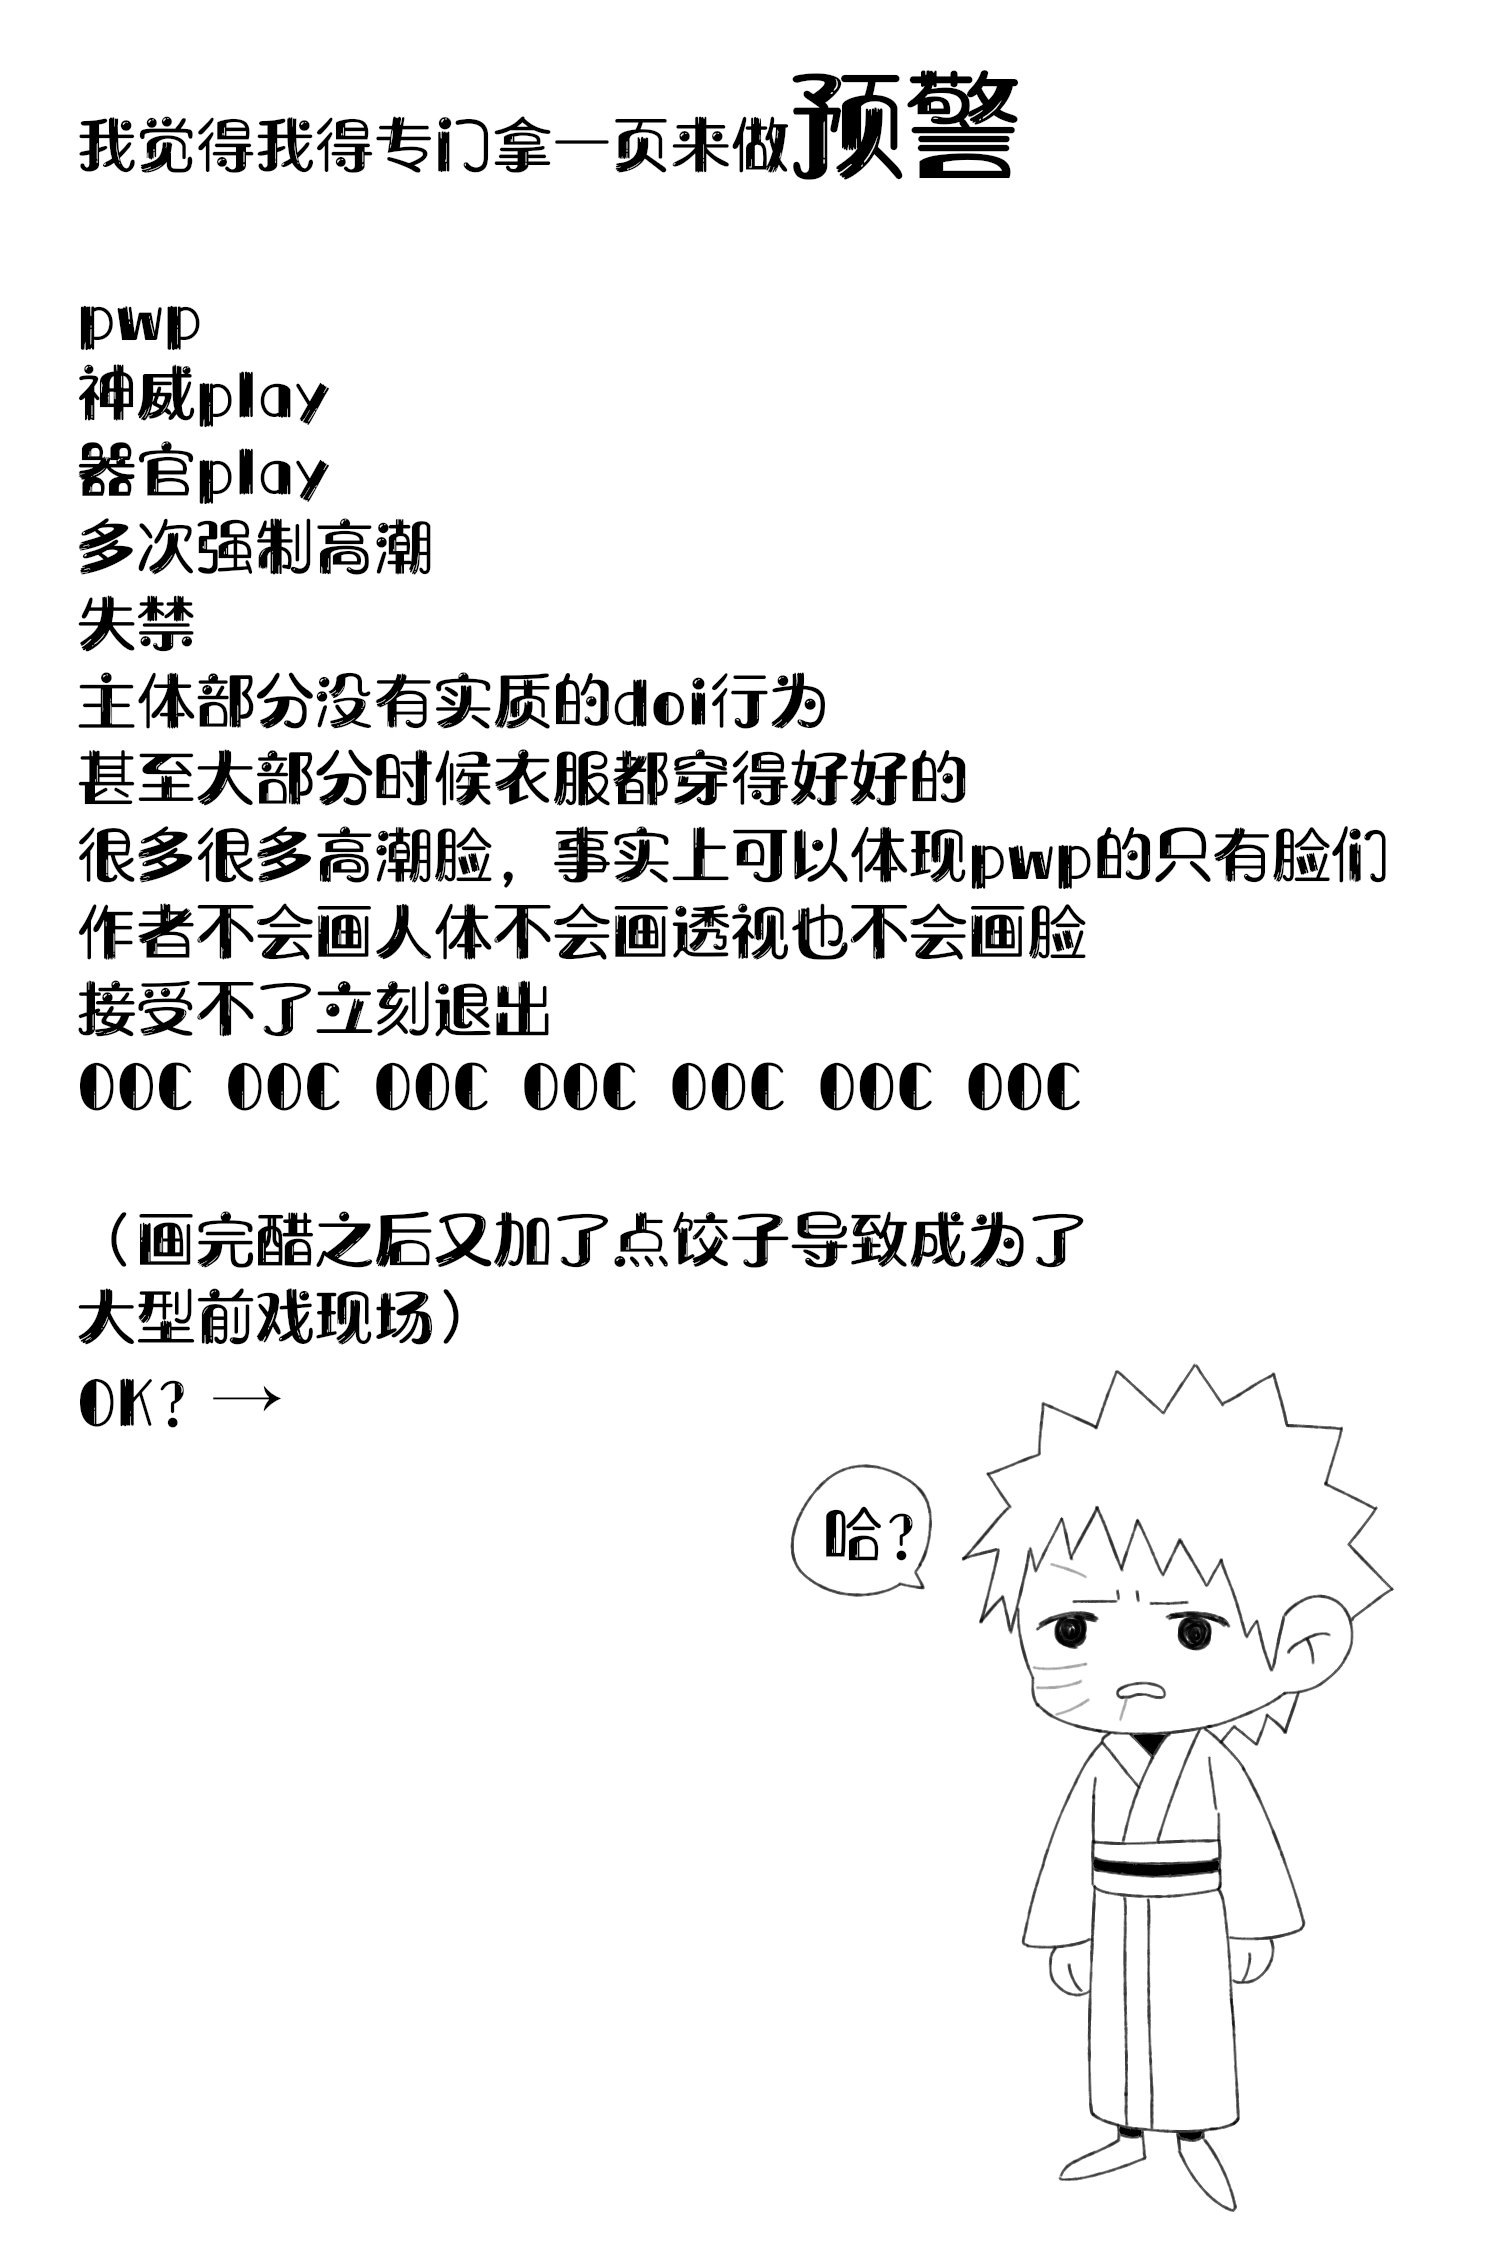 我觉得我得专门拿一页来做预警
pwp
神威play
器官play
多次强制高潮
失禁
主体部分没有实质的doi行为
甚至大部分时候衣服都穿得好好的
很多很多高潮脸，事实上可以体现pwp的只有脸们
作者不会画人体不会画透视也不会画脸
接受不了立刻退出
OOC OOC OOC OOC OOC OOC OOC
（画完醋之后又加了点饺子导致成为了
大型前戏现场）
OK? →
哈?